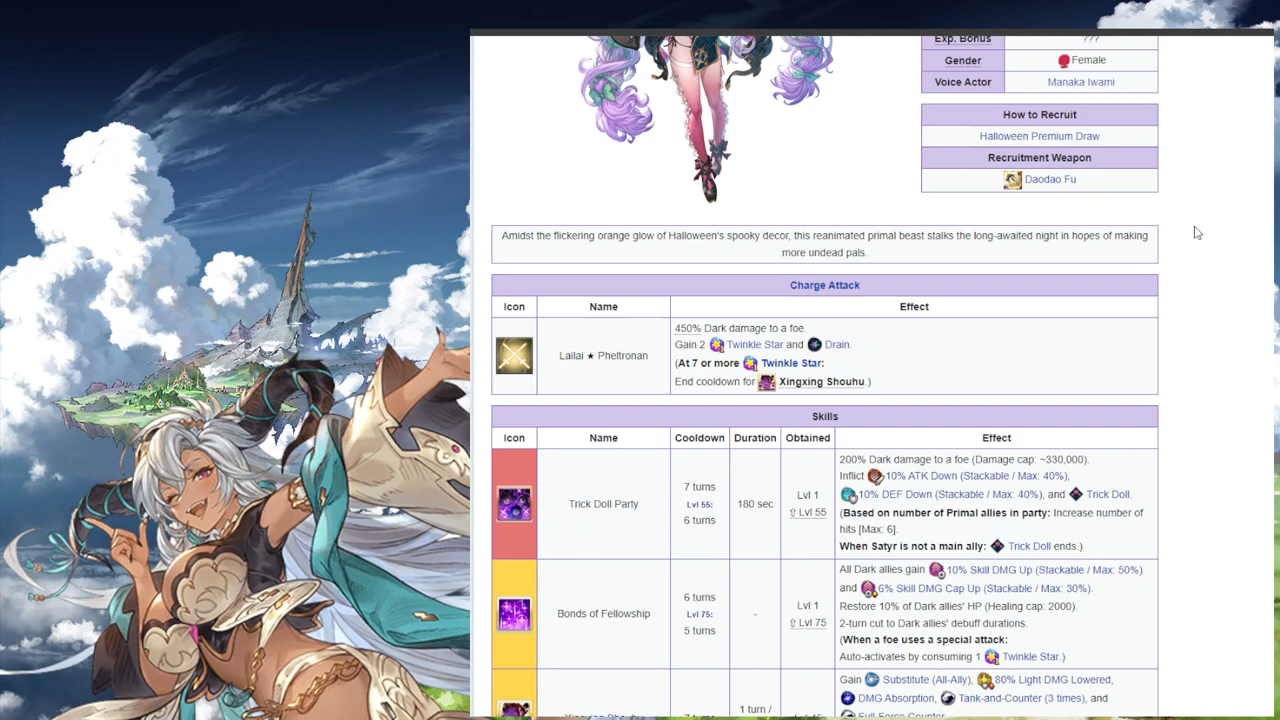 Exp. Bonus ???
Gender Female
Voice Actor Manaka Iwami
How to Recruit
Halloween Premium Draw
Recruitment Weapon
Daodao Fu
Amidst the flickering orange glow of Halloween's spooky decor, this reanimated primal beast stalks the long-awaited night in hopes of making
more undead pals.
Charge Attack
Icon Name Effect
Lailai ★ Pheltronan
450% Dark damage to a foe.
Gain 2 Twinkle Star and Drain.
(At 7 or more Twinkle Star:
End cooldown for Xingxing Shouhu.)
Skills
Icon Name Cooldown Duration Obtained Effect
Trick Doll Party
7 turns
Lvl 55:
6 turns
180 sec
Lvl 1
⇧ Lvl 55
200% Dark damage to a foe (Damage cap: ~330,000).
Inflict 10% ATK Down (Stackable / Max: 40%),
10% DEF Down (Stackable / Max: 40%), and Trick Doll.
(Based on number of Primal allies in party: Increase number of
hits [Max: 6].
When Satyr is not a main ally: Trick Doll ends.)
Bonds of Fellowship
6 turns
Lvl 75:
5 turns
-
Lvl 1
⇧ Lvl 75
All Dark allies gain 10% Skill DMG Up (Stackable / Max: 50%)
and 6% Skill DMG Cap Up (Stackable / Max: 30%).
Restore 10% of Dark allies' HP (Healing cap: 2000).
2-turn cut to Dark allies' debuff durations.
(When a foe uses a special attack:
Auto-activates by consuming 1 Twinkle Star.)
Xingxing Shouhu
7 turns
1 turn /
Lvl 45
Gain Substitute (All-Ally), 80% Light DMG Lowered,
DMG Absorption, Tank-and-Counter (3 times), and
Full Force Counter